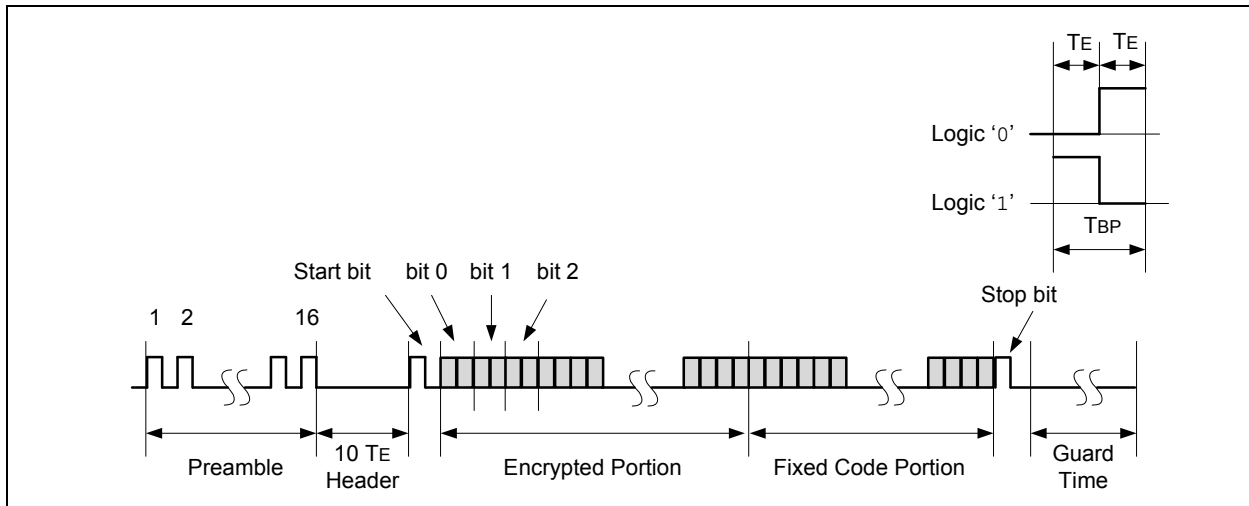 TE TE
Logic ‘0’
Logic ‘1’
TBP
Start bit bit 0 bit 1 bit 2
Stop bit
1 2 16
Preamble
10 TE
Header
Encrypted Portion
Fixed Code Portion
Guard
Time